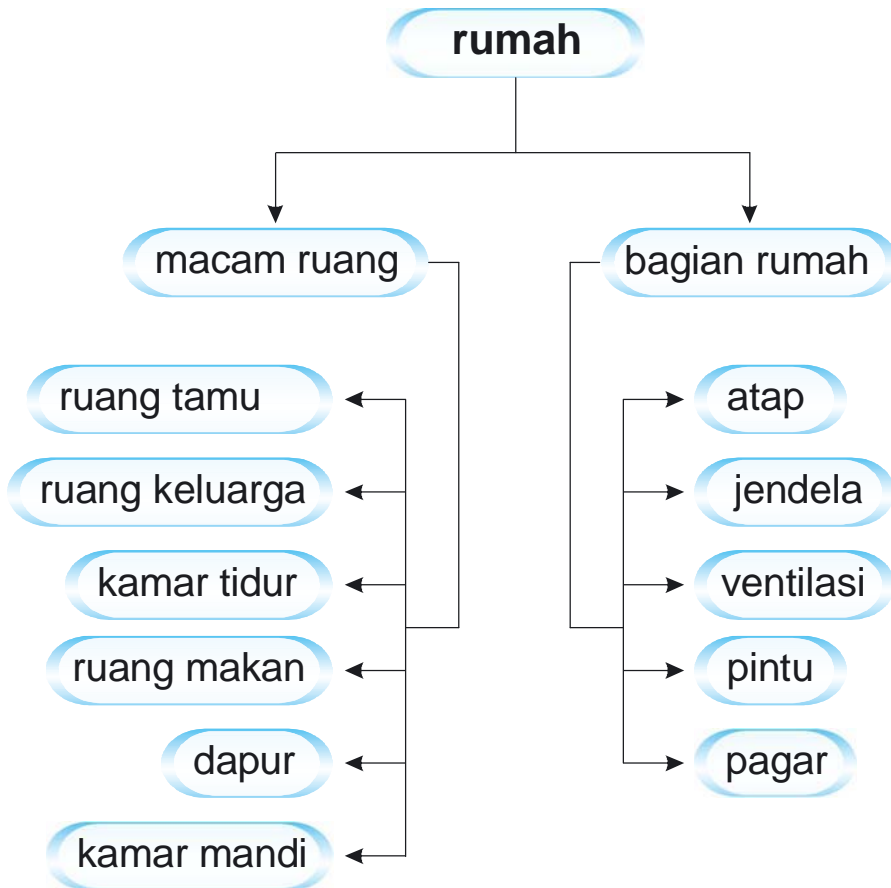 rumah
macam ruang
bagian rumah
ruang tamu
ruang keluarga
kamar tidur
ruang makan
dapur
kamar mandi
atap
jendela
ventilasi
pintu
pagar